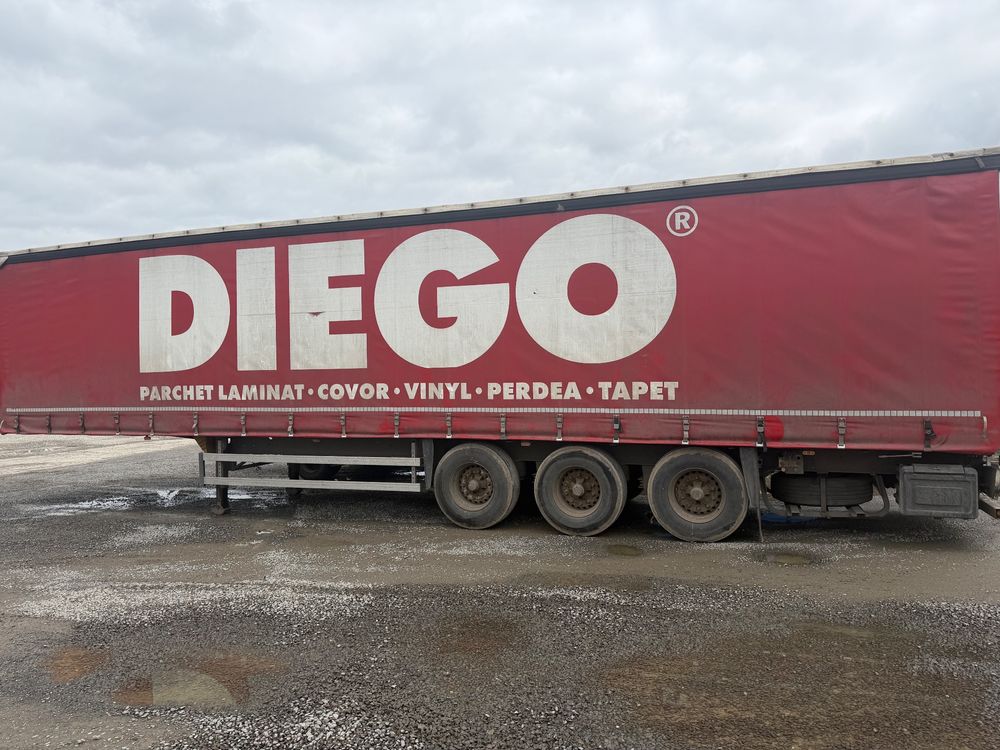 DIEGO®
PARCHET LAMINAT · COVOR · VINYL · PERDEA · TAPET